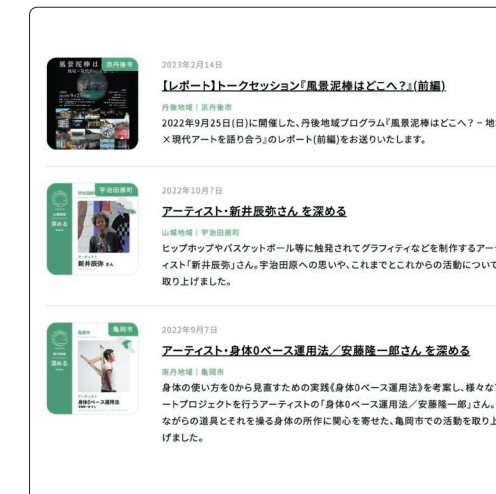 風景泥棒は
京丹後市
2023年2月14日
【レポート】トークセッション『風景泥棒はどこへ？』(前編)
丹後地域｜京丹後市
2022年9月25日(日)に開催した、丹後地域プログラム『風景泥棒はどこへ？ – 地
×現代アートを語り合う』のレポート(前編)をお送りいたします。
宇治田原町
深める
アーティスト
新井辰弥 さん
2022年10月7日
アーティスト・新井辰弥さん を深める
山城地域｜宇治田原町
ヒップホップやバスケットボール等に触発されてグラフィティなどを制作するアー
ィスト「新井辰弥」さん。宇治田原への思いや、これまでとこれからの活動について
取り上げました。
亀岡市
亀岡市
深める
アーティスト
身体0ベース運用法
2022年9月7日
アーティスト・身体0ベース運用法／安藤隆一郎さん を深める
南丹地域｜亀岡市
身体の使い方を0から見直すための実践《身体0ベース運用法》を考案し、様々な
ートプロジェクトを行うアーティストの「身体0ベース運用法／安藤隆一郎」さん。
ながらの道具とそれを操る身体の所作に関心を寄せた、亀岡市での活動を取り上
げました。